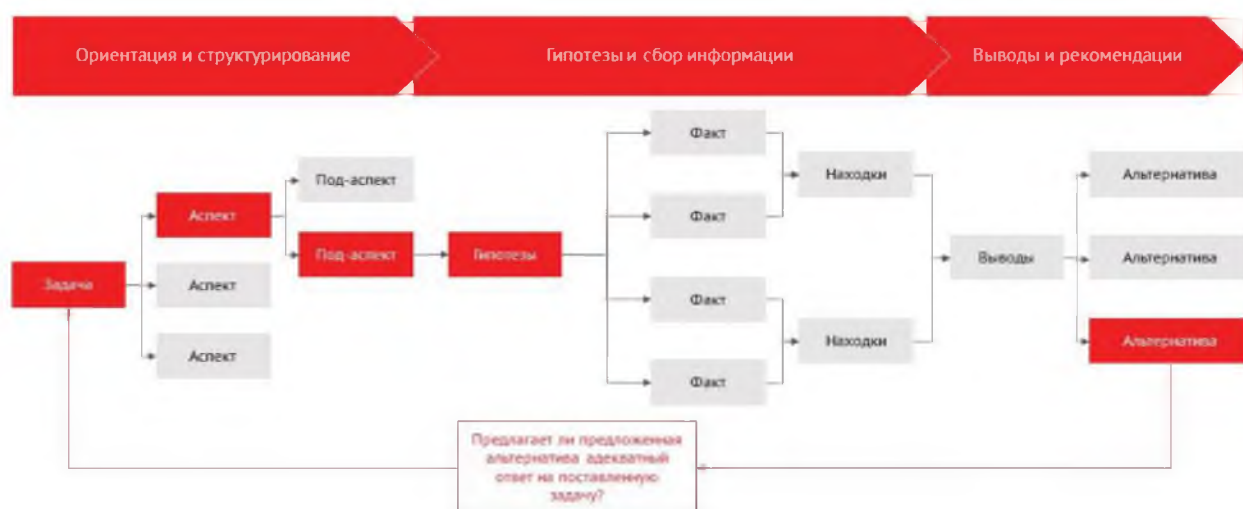 Ориентация и структурирование
Гипотезы и сбор информации
Выводы и рекомендации
Задача
Аспект
Аспект
Аспект
Под-аспект
Под-аспект
Гипотезы
Факт
Факт
Факт
Факт
Находки
Находки
Выводы
Альтернатива
Альтернатива
Альтернатива
Предлагает ли предложенная
альтернатива адекватный
ответ на поставленную
задачу?